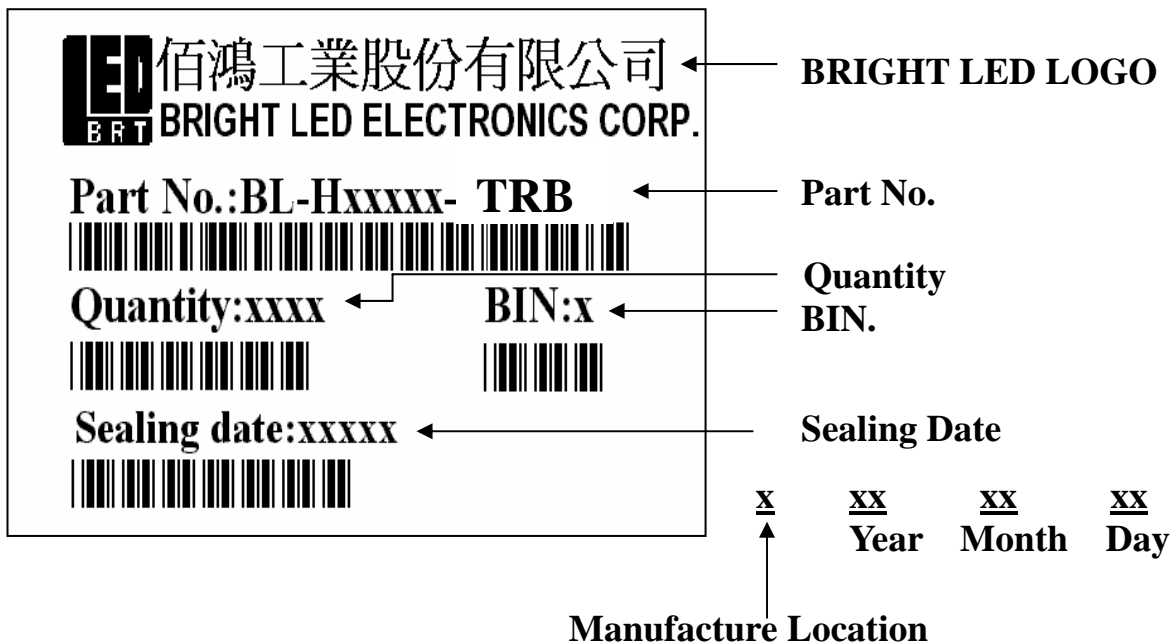 LED
BRT
佰鴻工業股份有限公司
BRIGHT LED ELECTRONICS CORP.
BRIGHT LED LOGO
Part No.:BL-Hxxxxx- TRB
Part No.
Quantity:xxxx
BIN:x
Quantity
BIN.
Sealing date:xxxxx
Sealing Date
x xx xx xx
Year Month Day
Manufacture Location